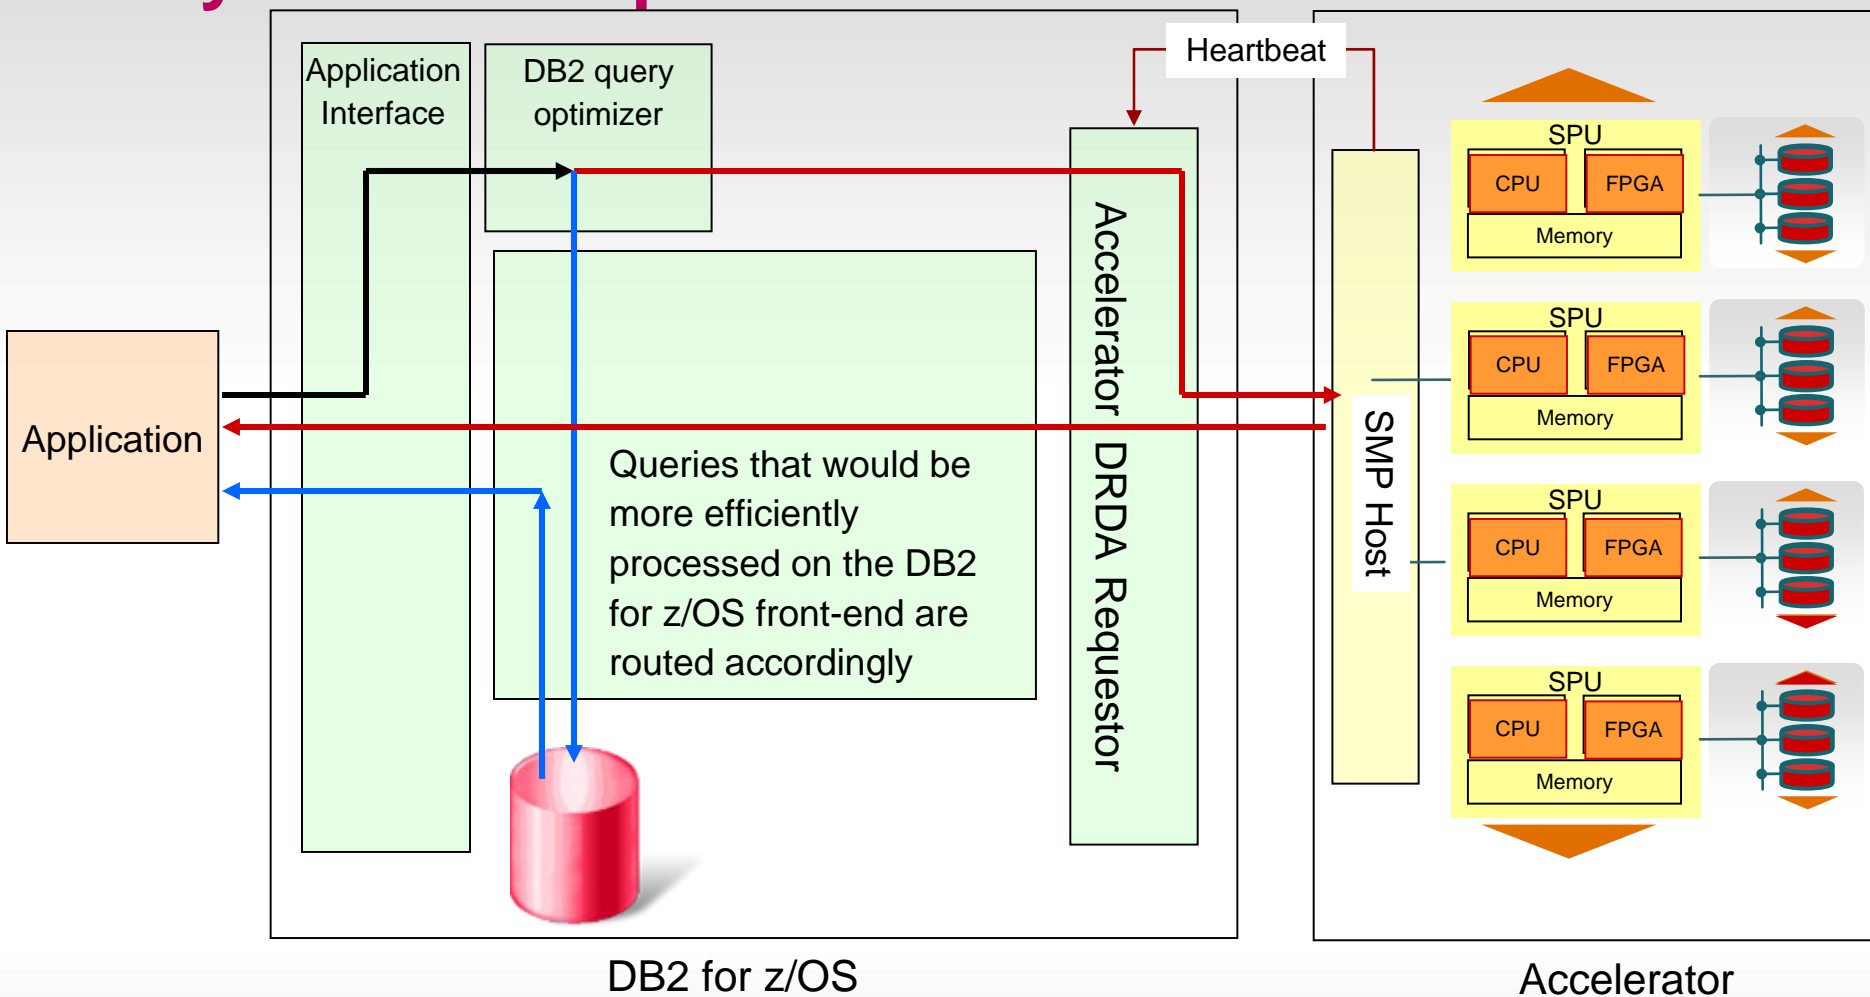 Application
Interface
DB2 query
optimizer
Heartbeat
Accelerator DRDA Requestor
Application
Queries that would be
more efficiently
processed on the DB2
for z/OS front-end are
routed accordingly
SMP Host
SPU
CPU
FPGA
Memory
SPU
CPU
FPGA
Memory
SPU
CPU
FPGA
Memory
SPU
CPU
FPGA
Memory
DB2 for z/OS
Accelerator